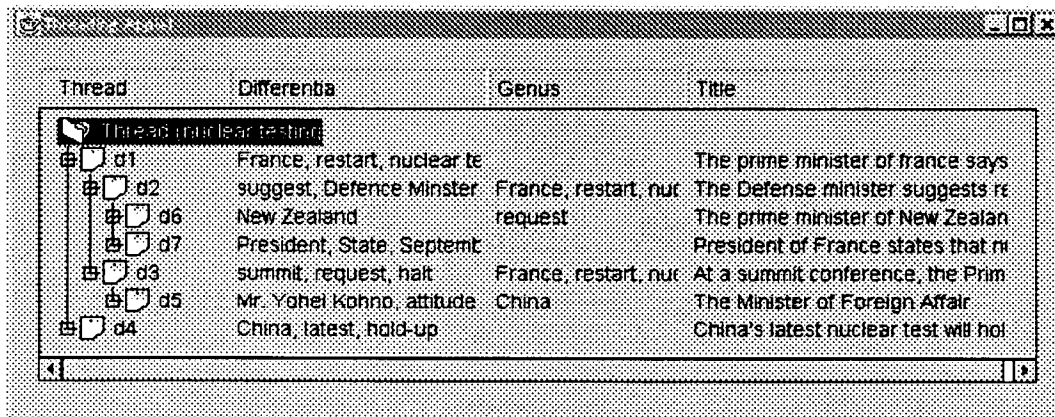 Thread Differentia Genus Title
Thread (nuclear testing
d1 France, restart, nuclear te The prime minister of france says
d2 suggest, Defence Minster France, restart, nuc The Defense minister suggests re
d6 New Zealand request The prime minister of New Zealan
d7 President, State, Septemb President of France states that nu
d3 summit, request, halt France, restart, nuc At a summit conference, the Prim
d5 Mr. Yohei Kohno, attitude China The Minister of Foreign Affair
d4 China, latest, hold-up China's latest nuclear test will hol